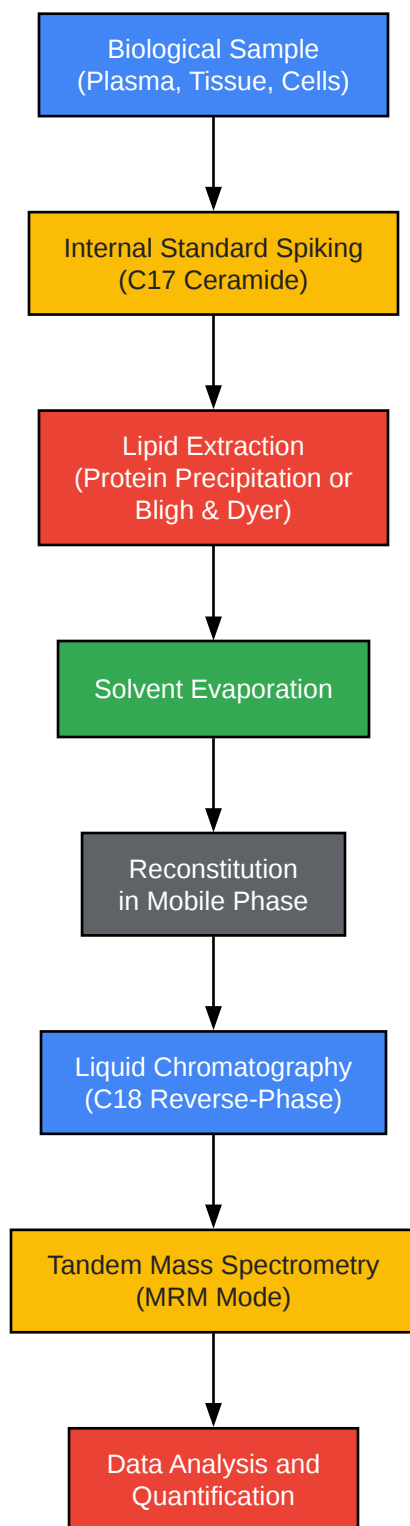 Biological Sample
(Plasma, Tissue, Cells)
Internal Standard Spiking
(C17 Ceramide)
Lipid Extraction
(Protein Precipitation or
Bligh & Dyer)
Solvent Evaporation
Reconstitution
in Mobile Phase
Liquid Chromatography
(C18 Reverse-Phase)
Tandem Mass Spectrometry
(MRM Mode)
Data Analysis and
Quantification